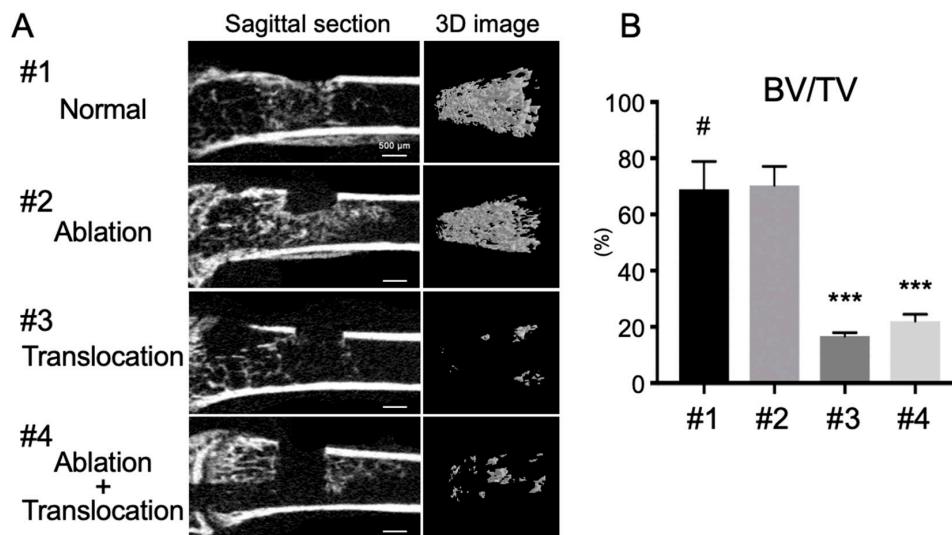 A
Sagittal section
3D image
#1
Normal
500 μm
#2
Ablation
#3
Translocation
#4
Ablation
+
Translocation
B
BV/TV
(%)
100
80
60
40
20
0
#
***
***
#1 #2 #3 #4